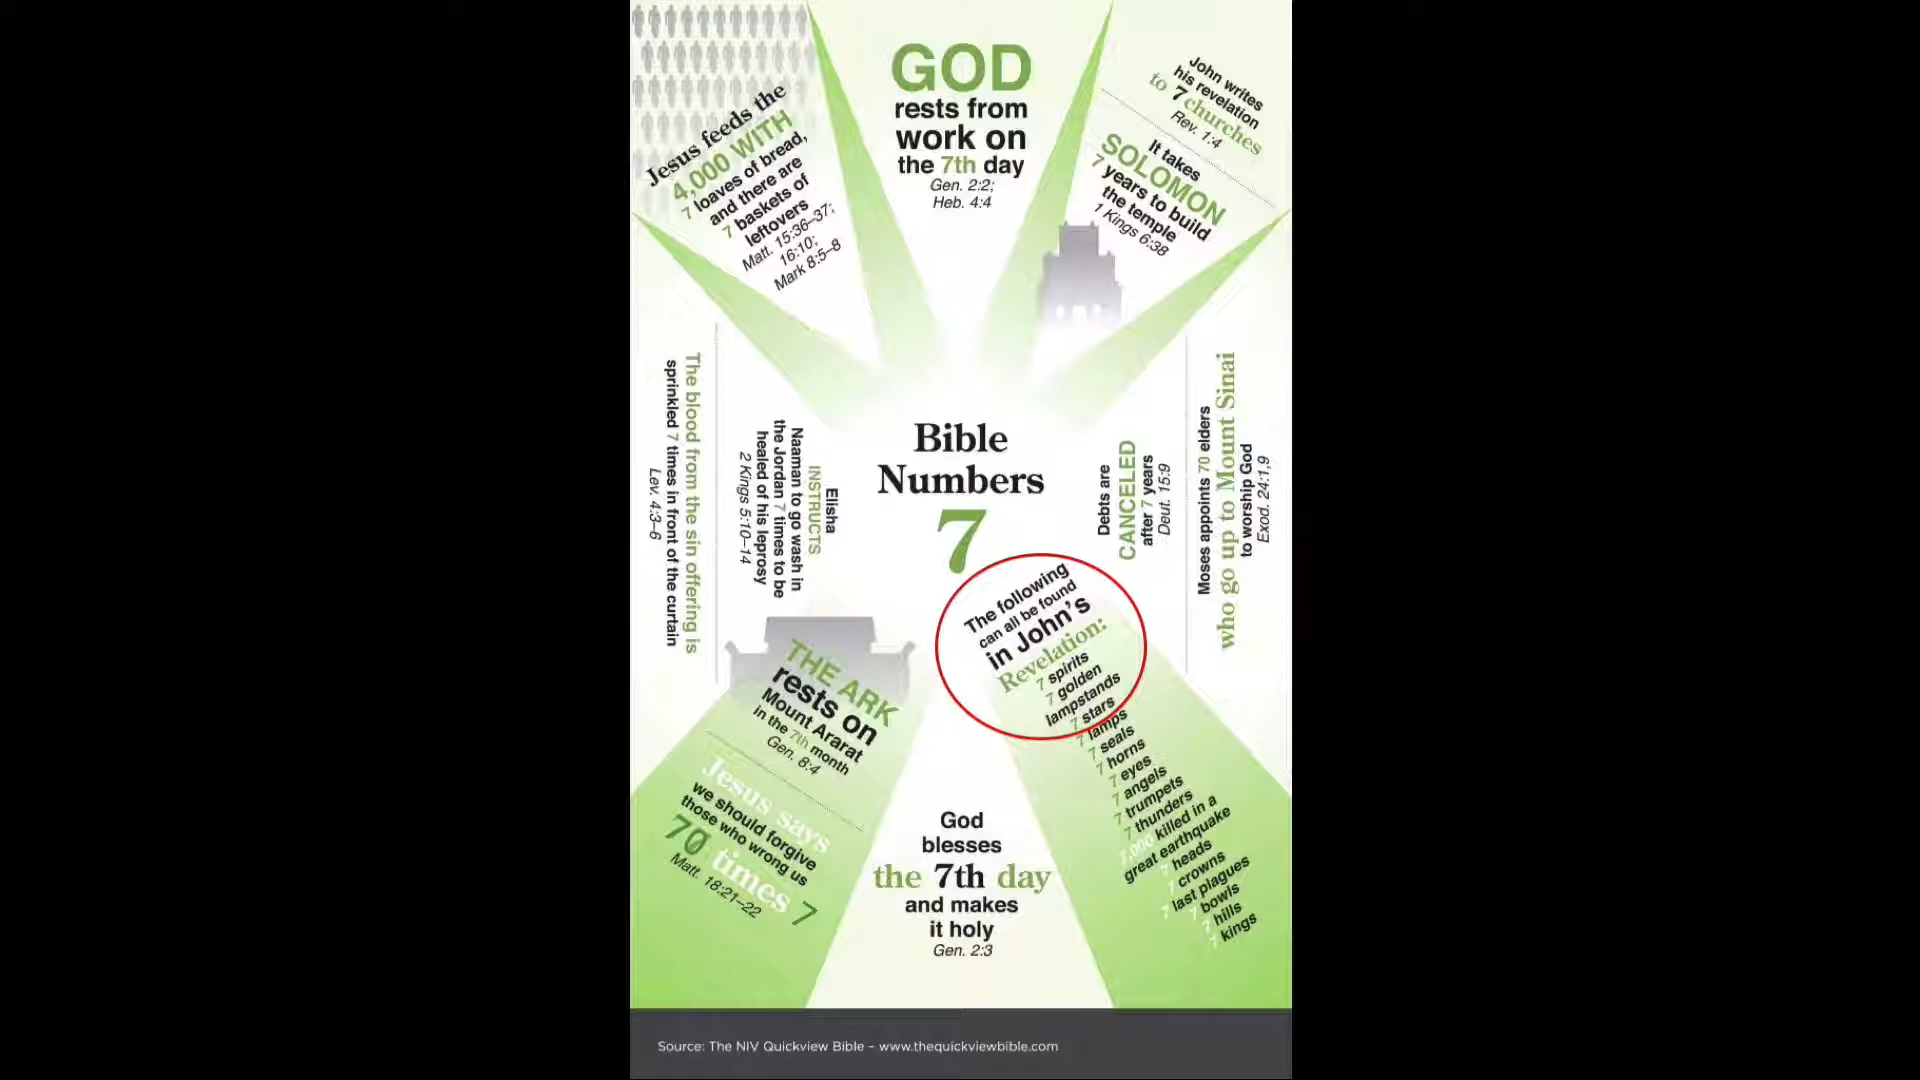 Jesus feeds the
4,000 WITH
7 loaves of bread,
and there are
7 baskets of
leftovers
Matt. 15:36–37;
16:10;
Mark 8:5–8
GOD
rests from
work on
the 7th day
Gen. 2:2;
Heb. 4:4
John writes
his revelation
to 7 churches
Rev. 1:4
It takes
SOLOMON
7 years to build
the temple
1 Kings 6:38
The blood from the sin offering is
sprinkled 7 times in front of the curtain
Lev. 4:3–6
Elisha
INSTRUCTS
Naaman to go wash in
the Jordan 7 times to be
healed of his leprosy
2 Kings 5:10–14
Bible
Numbers
7
Debts are
CANCELED
after 7 years
Deut. 15:9
Moses appoints 70 elders
who go up to Mount Sinai
to worship God
Exod. 24:1,9
THE ARK
rests on
Mount Ararat
in the 7th month
Gen. 8:4
Jesus says
we should forgive
those who wrong us
70 times 7
Matt. 18:21–22
God
blesses
the 7th day
and makes
it holy
Gen. 2:3
The following
can all be found
in John's
Revelation:
7 spirits
7 golden
lampstands
7 stars
7 lamps
7 seals
7 horns
7 eyes
7 angels
7 trumpets
7 thunders
7,000 killed in a
great earthquake
7 heads
7 crowns
7 last plagues
7 bowls
7 hills
7 kings
Source: The NIV Quickview Bible – www.thequickviewbible.com